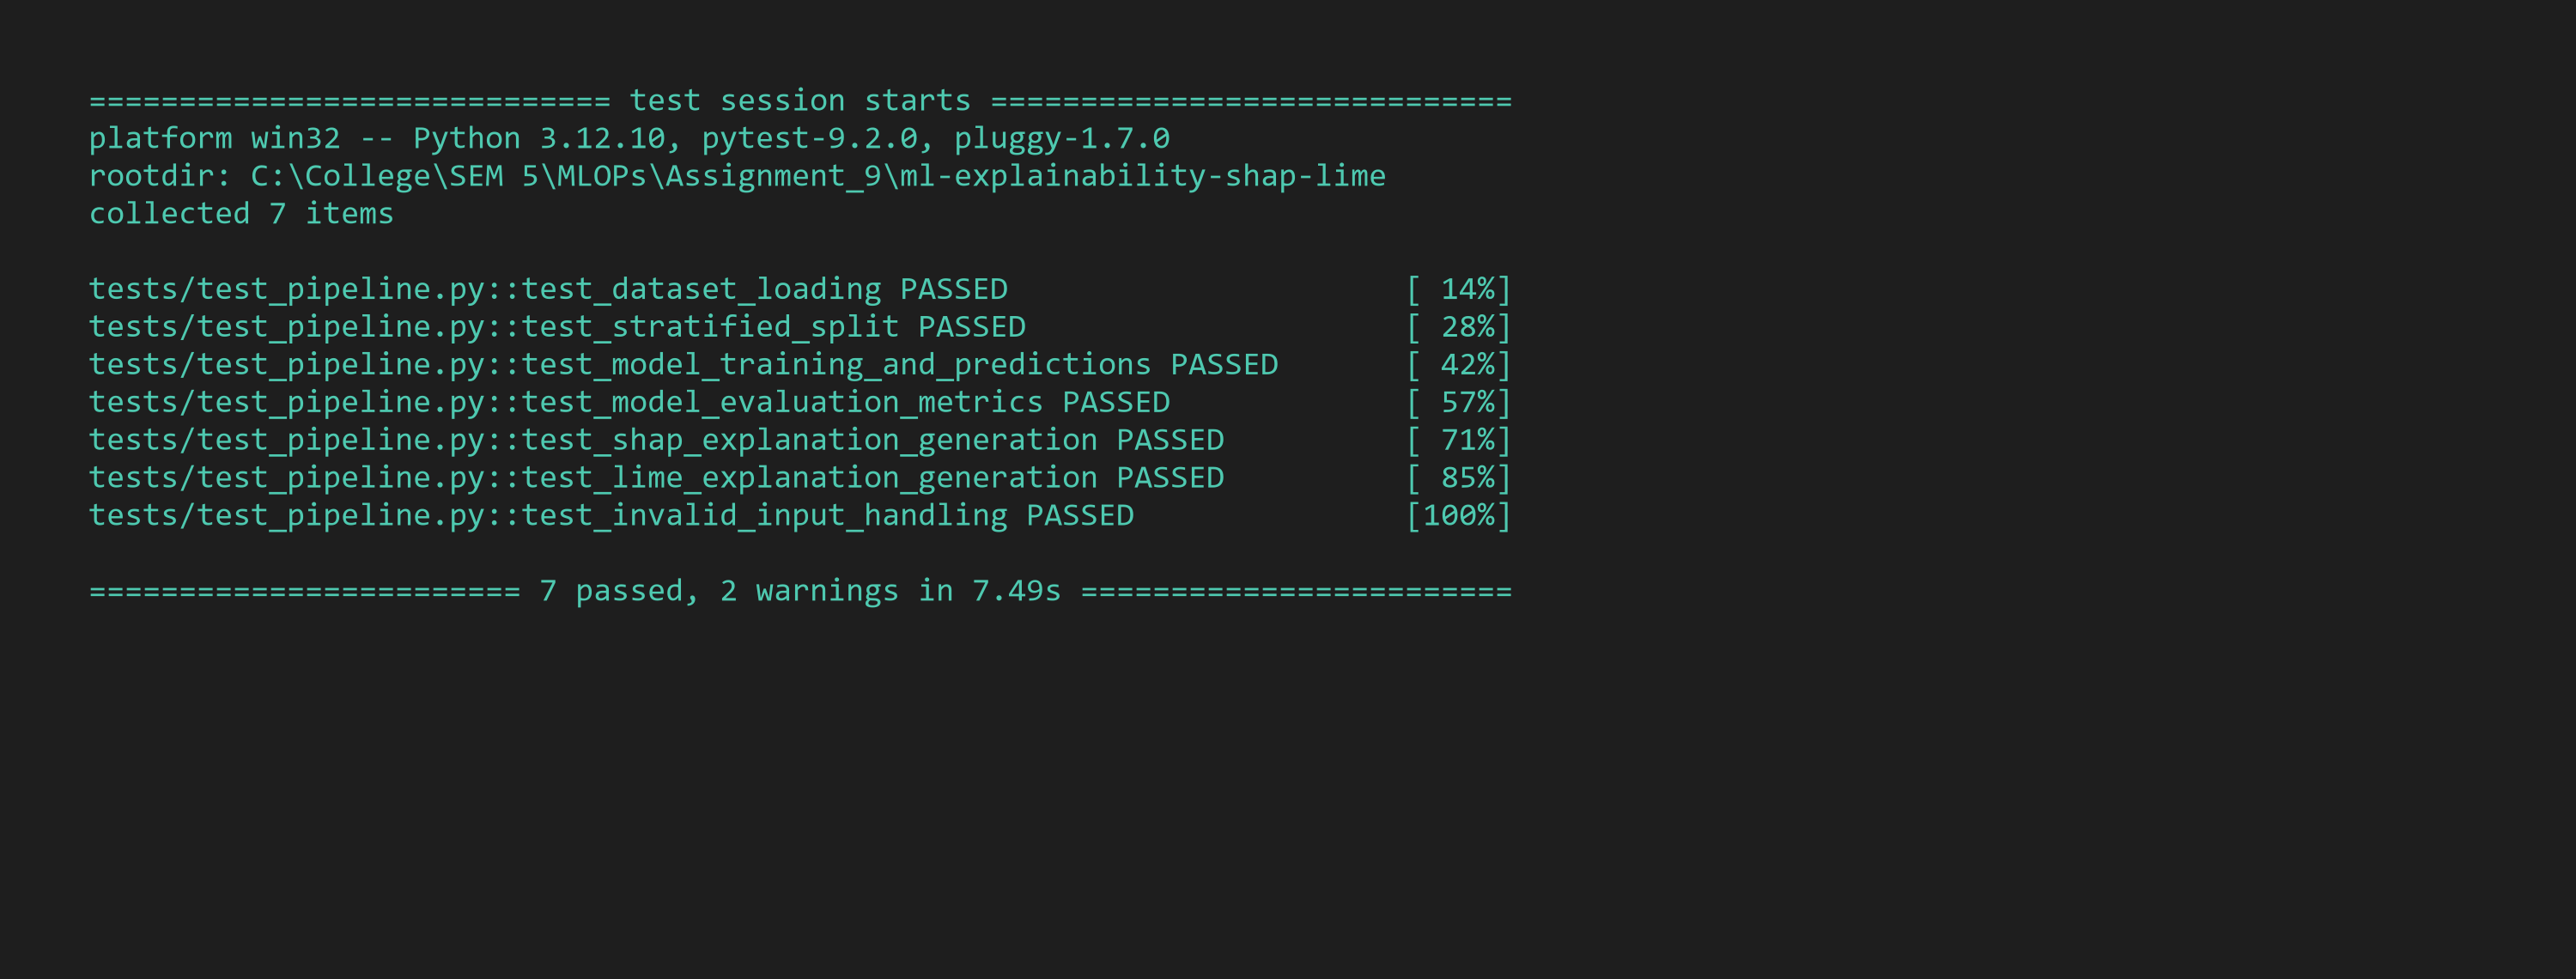 ============================= test session starts =============================
platform win32 -- Python 3.12.10, pytest-9.2.0, pluggy-1.7.0
rootdir: C:\College\SEM 5\MLOPs\Assignment_9\ml-explainability-shap-lime
collected 7 items
tests/test_pipeline.py::test_dataset_loading PASSED                      [ 14%]
tests/test_pipeline.py::test_stratified_split PASSED                     [ 28%]
tests/test_pipeline.py::test_model_training_and_predictions PASSED       [ 42%]
tests/test_pipeline.py::test_model_evaluation_metrics PASSED             [ 57%]
tests/test_pipeline.py::test_shap_explanation_generation PASSED          [ 71%]
tests/test_pipeline.py::test_lime_explanation_generation PASSED          [ 85%]
tests/test_pipeline.py::test_invalid_input_handling PASSED               [100%]
======================== 7 passed, 2 warnings in 7.49s ========================